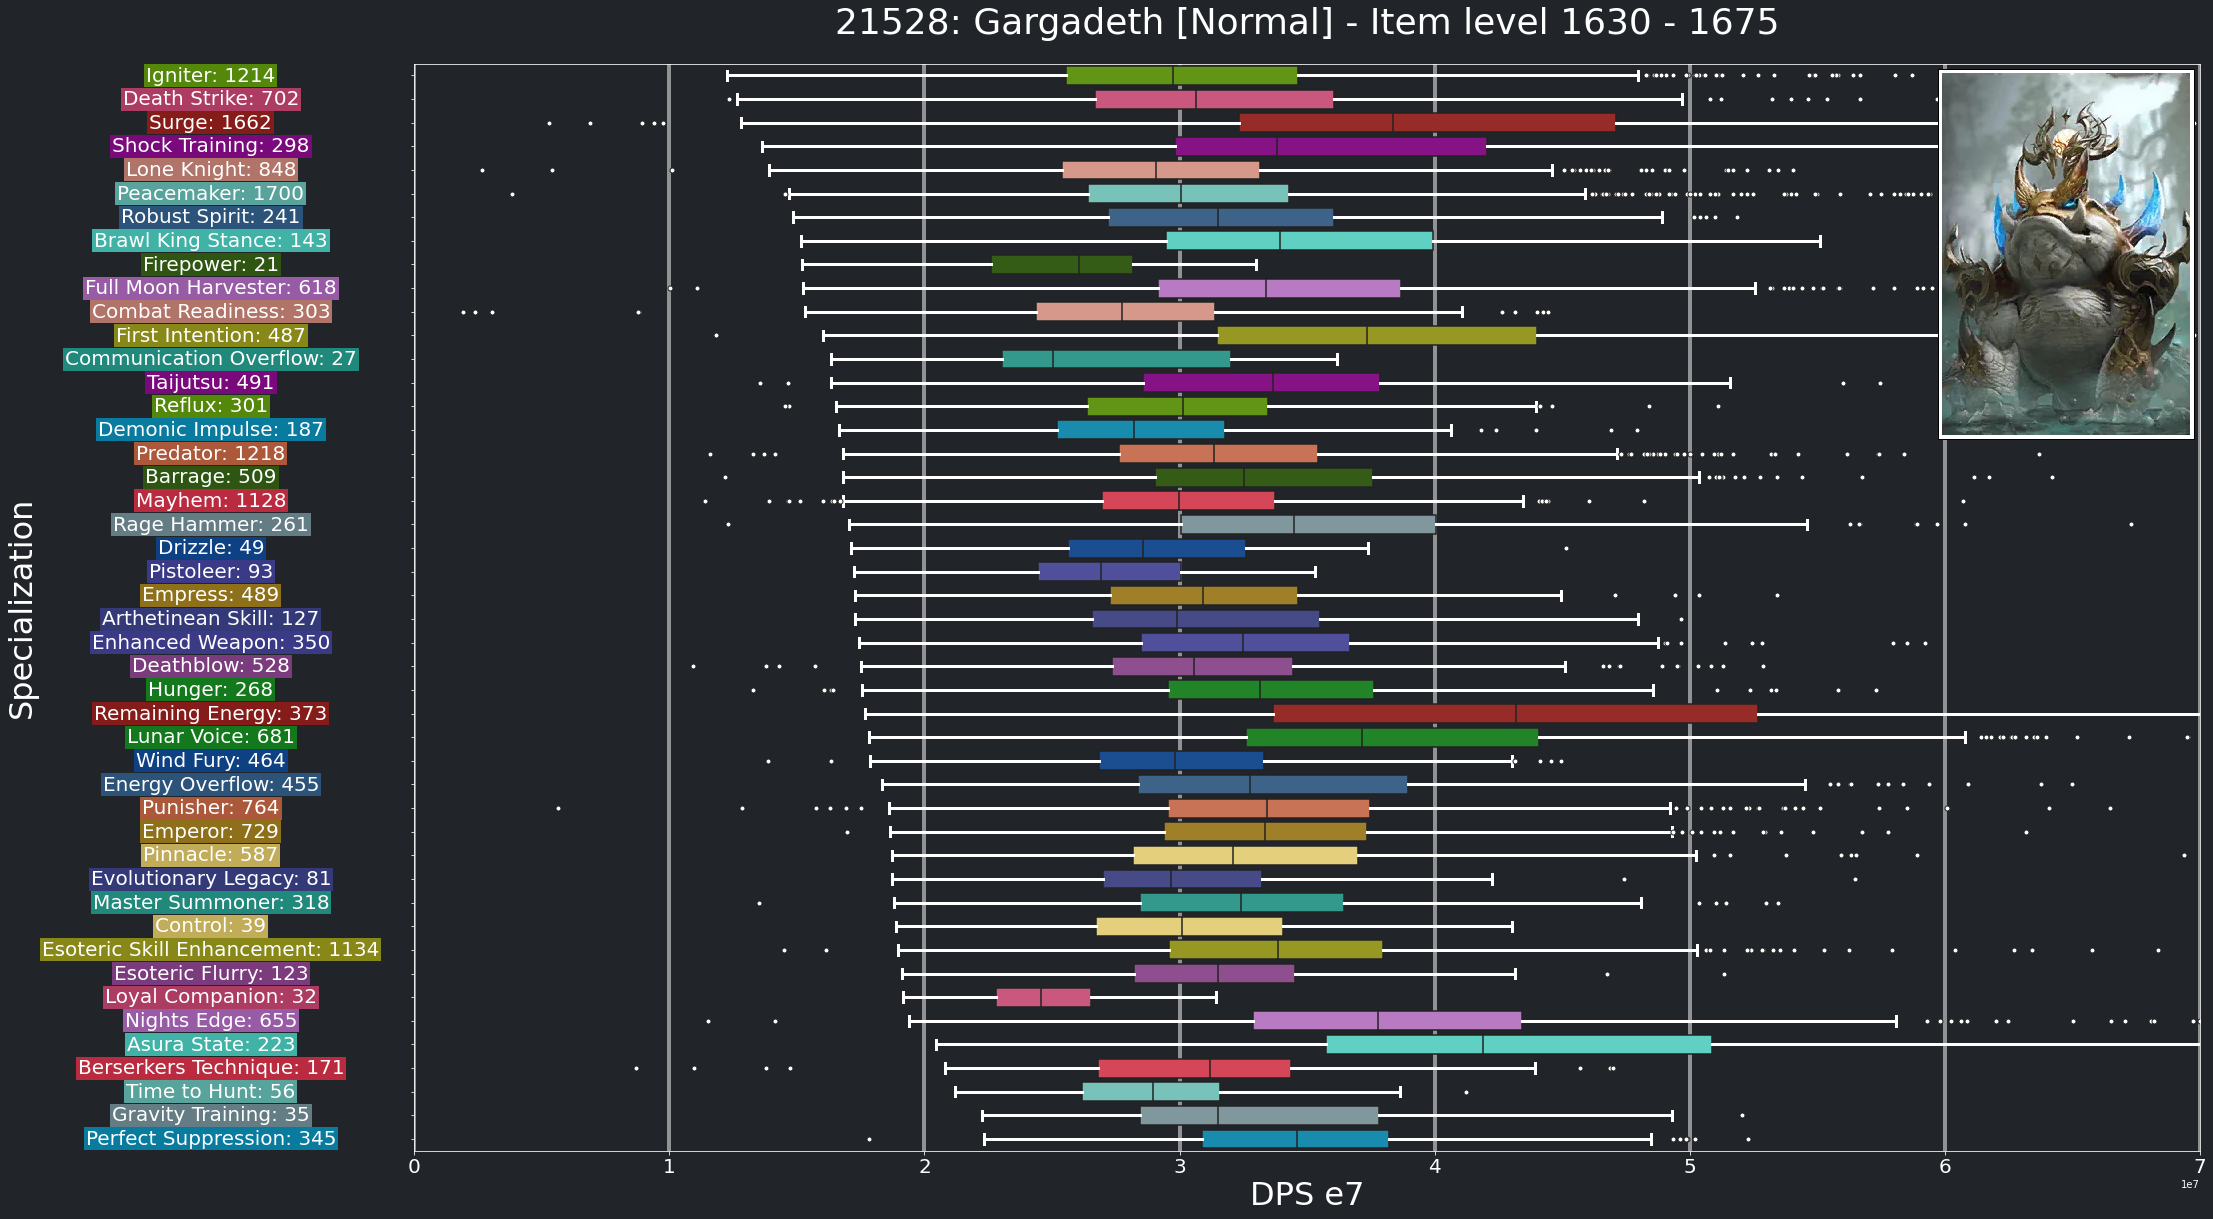 21528: Gargadeth [Normal] - Item level 1630 - 1675
Igniter: 1214
Death Strike: 702
Surge: 1662
Shock Training: 298
Lone Knight: 848
Peacemaker: 1700
Robust Spirit: 241
Brawl King Stance: 143
Firepower: 21
Full Moon Harvester: 618
Combat Readiness: 303
First Intention: 487
Communication Overflow: 27
Taijutsu: 491
Reflux: 301
Demonic Impulse: 187
Predator: 1218
Barrage: 509
Mayhem: 1128
Rage Hammer: 261
Drizzle: 49
Pistoleer: 93
Empress: 489
Arthetinean Skill: 127
Enhanced Weapon: 350
Deathblow: 528
Hunger: 268
Remaining Energy: 373
Lunar Voice: 681
Wind Fury: 464
Energy Overflow: 455
Punisher: 764
Emperor: 729
Pinnacle: 587
Evolutionary Legacy: 81
Master Summoner: 318
Control: 39
Esoteric Skill Enhancement: 1134
Esoteric Flurry: 123
Loyal Companion: 32
Nights Edge: 655
Asura State: 223
Berserkers Technique: 171
Time to Hunt: 56
Gravity Training: 35
Perfect Suppression: 345
Specialization
0 1 2 3 4 5 6 7
1e7
DPS e7